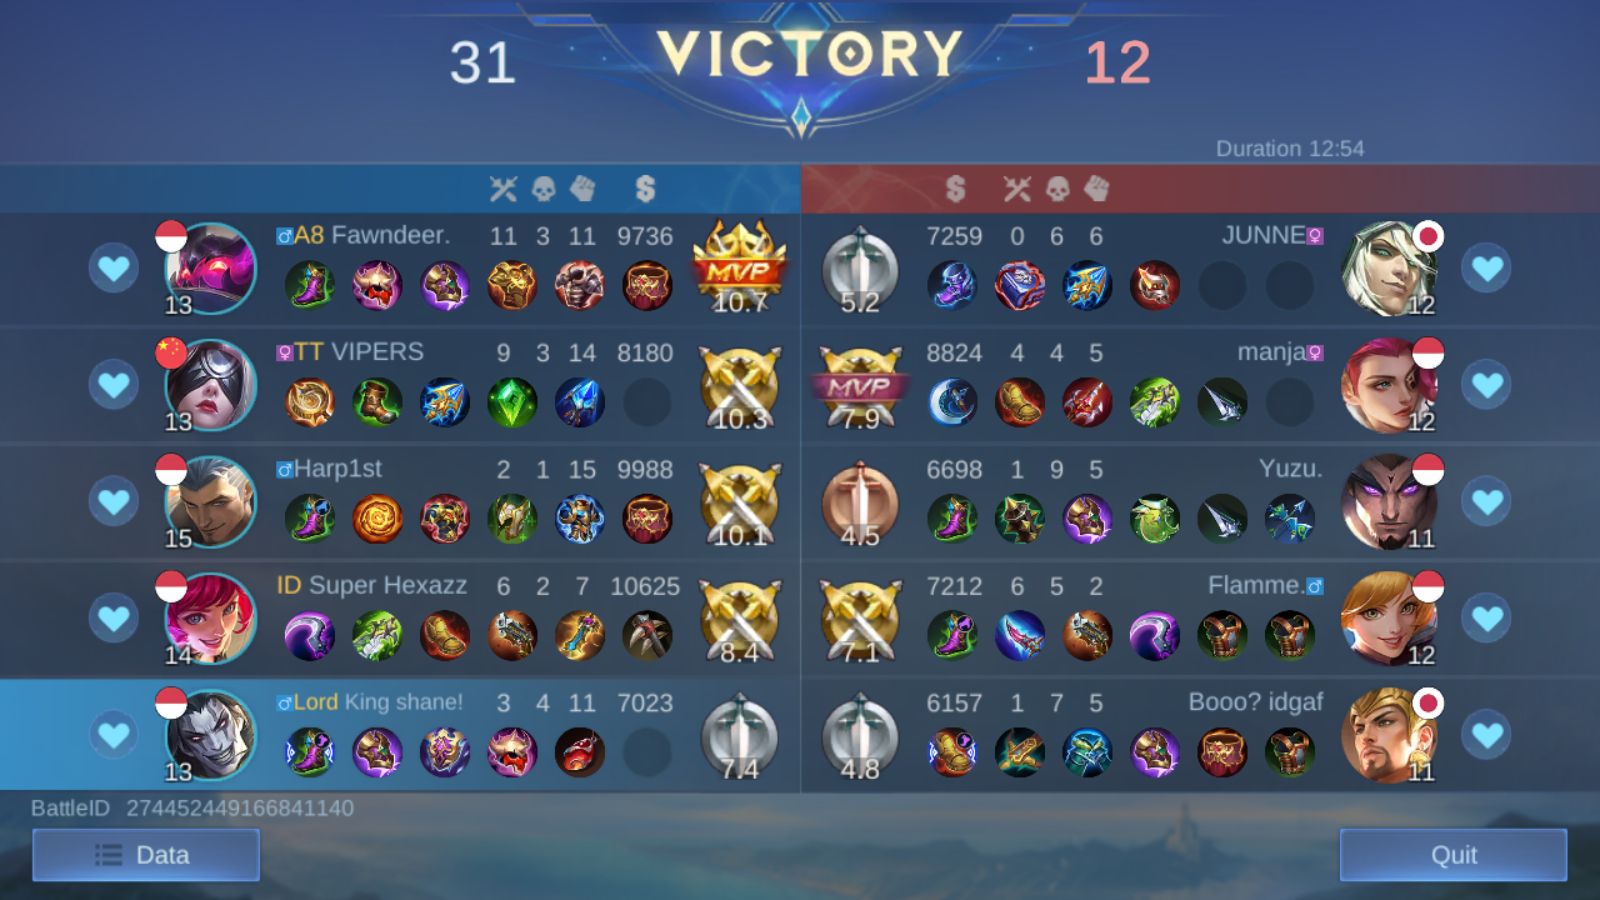 31 VICTORY 12
Duration 12:54
A8 Fawndeer. 11 3 11 9736
13
MVP
10.7
7259 0 6 6 JUNNE
5.2
12
TT VIPERS 9 3 14 8180
13
10.3
8824 4 4 5 manja
MVP
7.9
12
Harp1st 2 1 15 9988
15
10.1
6698 1 9 5 Yuzu.
4.5
11
ID Super Hexazz 6 2 7 10625
14
8.4
7212 6 5 2 Flamme.
7.1
12
Lord King shane! 3 4 11 7023
13
7.4
6157 1 7 5 Booo? idgaf
4.8
11
BattleID 274452449166841140
Data
Quit